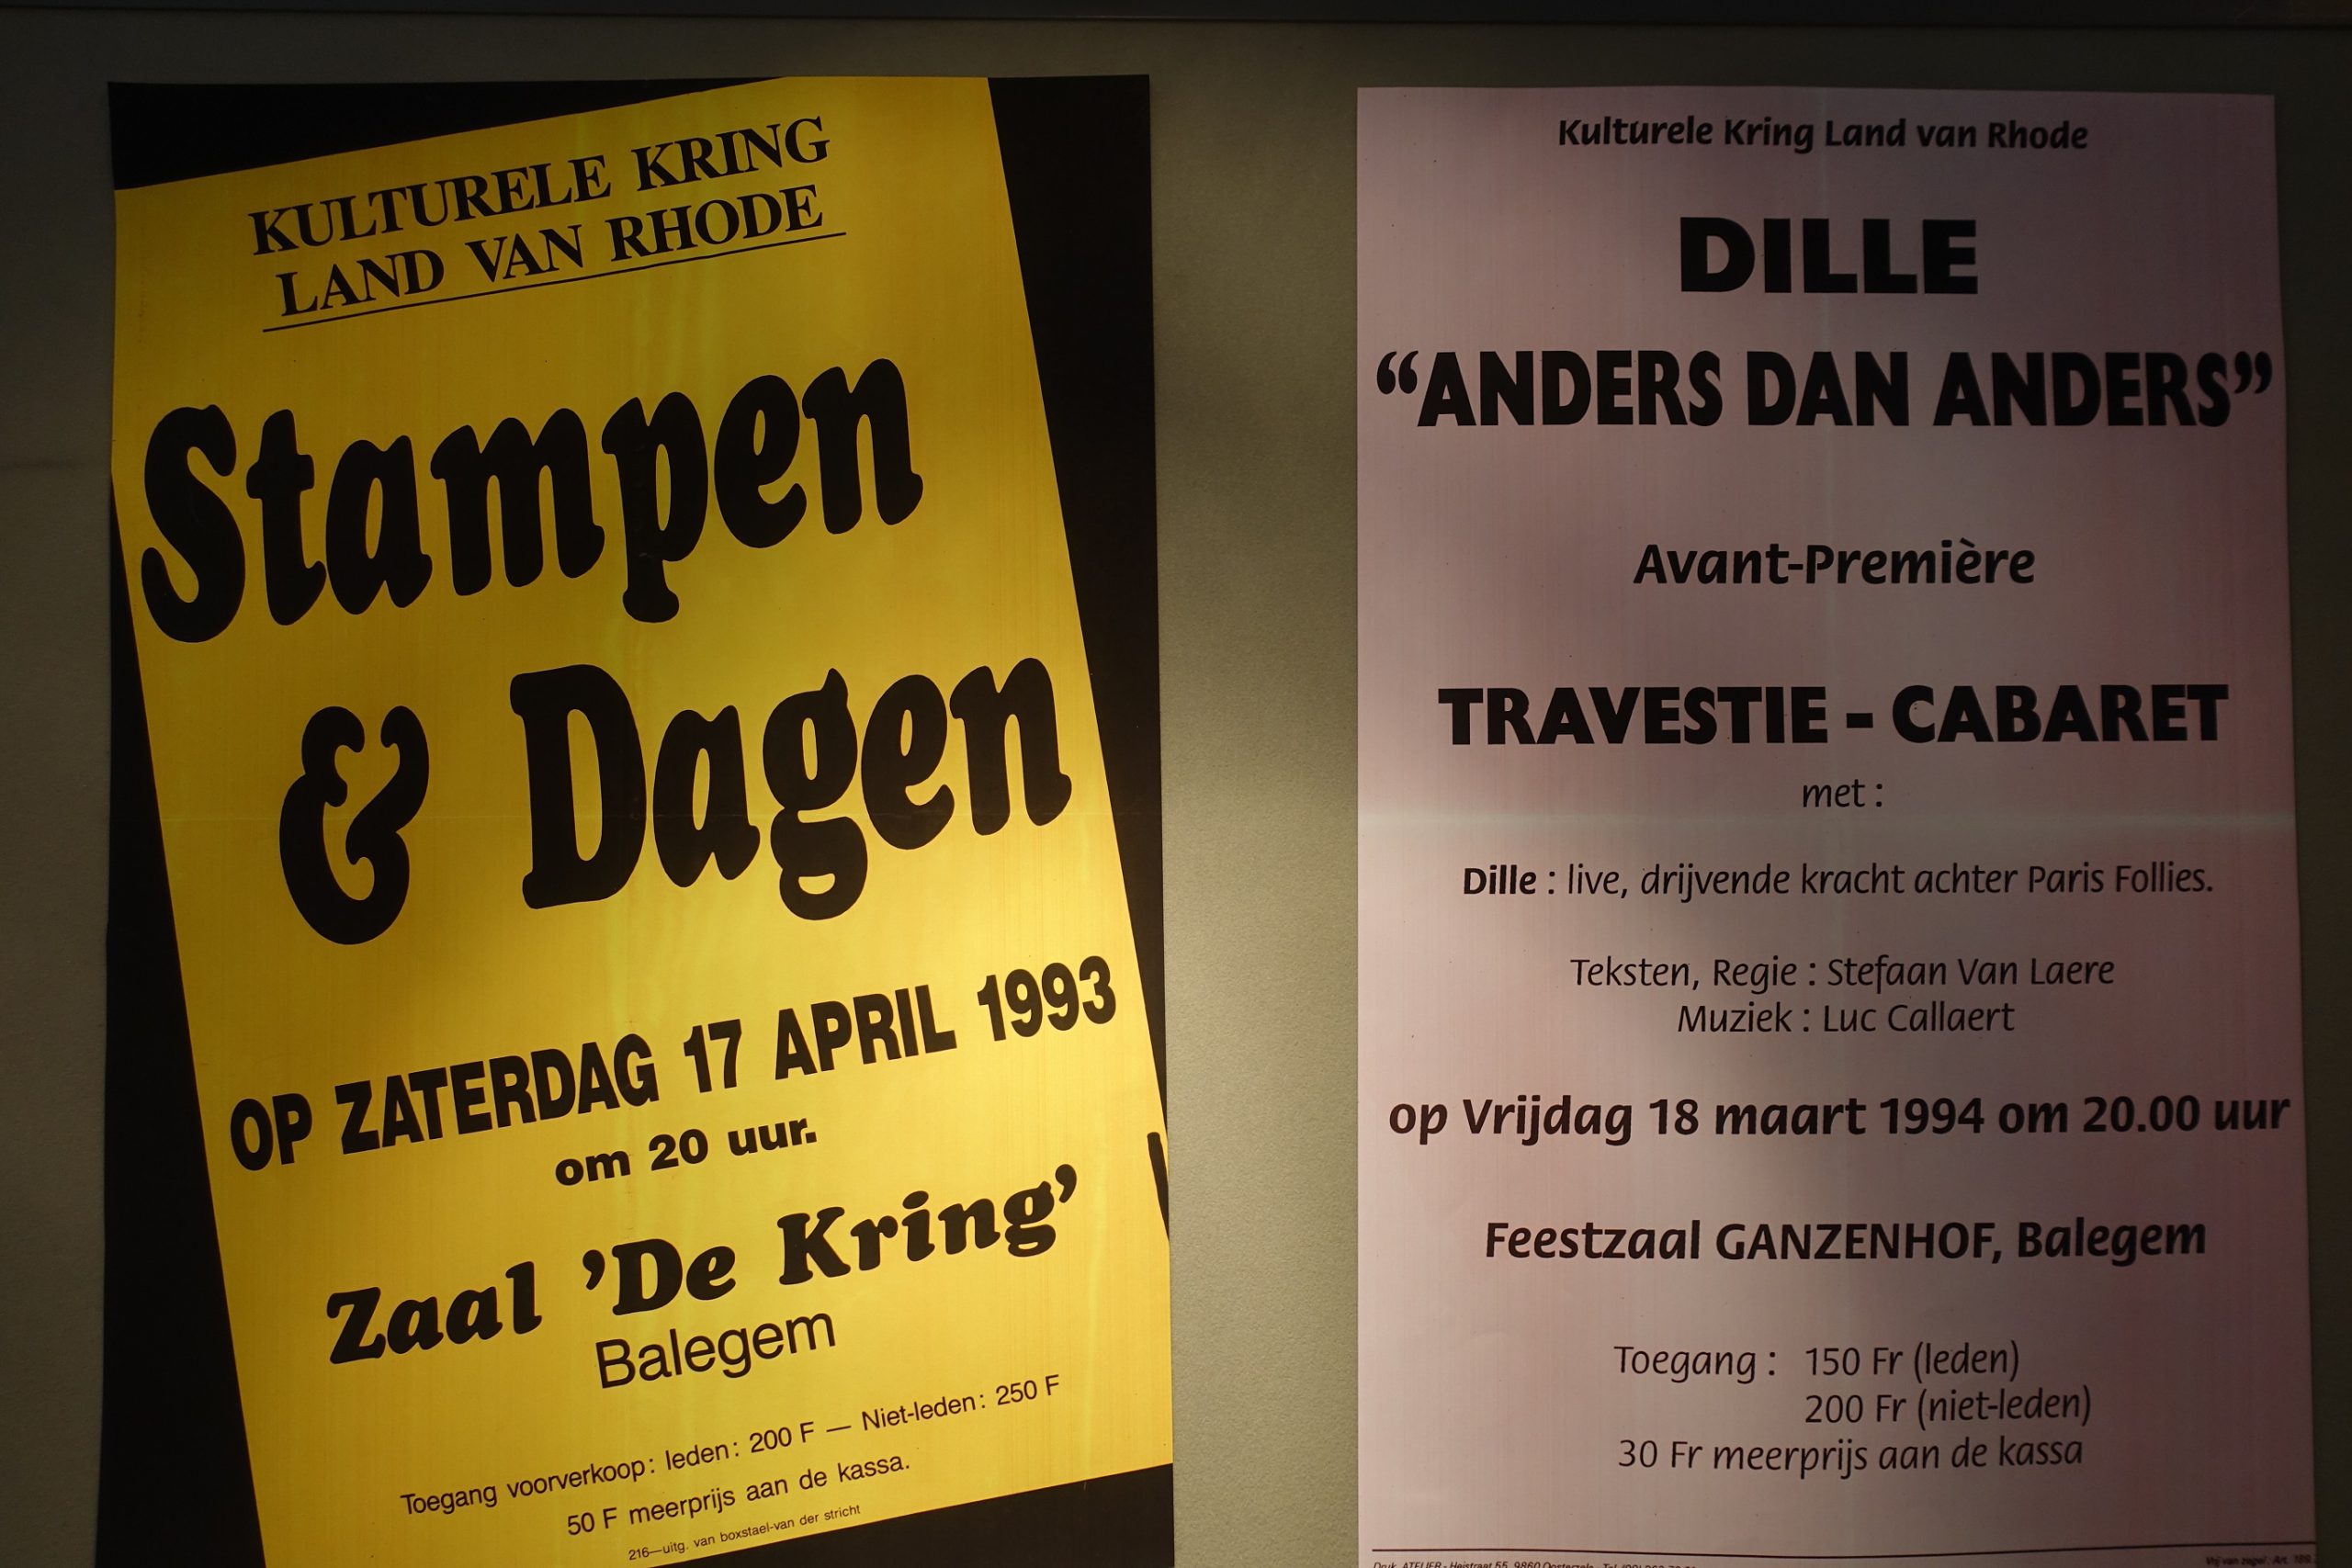 KULTURELE KRING
LAND VAN RHODE
Stampen
& Dagen
OP ZATERDAG 17 APRIL 1993
om 20 uur.
Zaal 'De Kring'
Balegem
Toegang voorverkoop: leden: 200 F — Niet-leden: 250 F
50 F meerprijs aan de kassa.
216—uitg. van boxstael-van der stricht
Kulturele Kring Land van Rhode
DILLE
“ANDERS DAN ANDERS”
Avant-Première
TRAVESTIE - CABARET
met :
Dille : live, drijvende kracht achter Paris Follies.
Teksten, Regie : Stefaan Van Laere
Muziek : Luc Callaert
op Vrijdag 18 maart 1994 om 20.00 uur
Feestzaal GANZENHOF, Balegem
Toegang : 150 Fr (leden)
200 Fr (niet-leden)
30 Fr meerprijs aan de kassa
Vrij van zegel : Art.